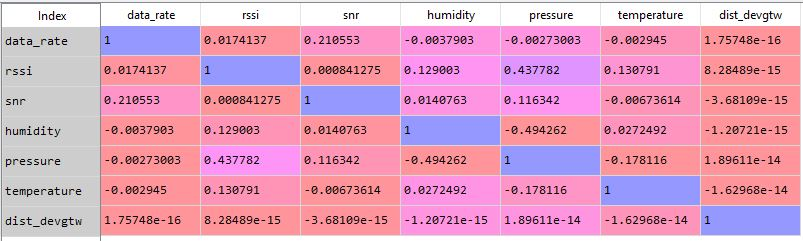 Index data_rate rssi snr humidity pressure temperature dist_devgtw
data_rate 1 0.0174137 0.210553 -0.0037903 -0.00273003 -0.002945 1.75748e-16
rssi 0.0174137 1 0.000841275 0.129003 0.437782 0.130791 8.28489e-15
snr 0.210553 0.000841275 1 0.0140763 0.116342 -0.00673614 -3.68109e-15
humidity -0.0037903 0.129003 0.0140763 1 -0.494262 0.0272492 -1.20721e-15
pressure -0.00273003 0.437782 0.116342 -0.494262 1 -0.178116 1.89611e-14
temperature -0.002945 0.130791 -0.00673614 0.0272492 -0.178116 1 -1.62968e-14
dist_devgtw 1.75748e-16 8.28489e-15 -3.68109e-15 -1.20721e-15 1.89611e-14 -1.62968e-14 1